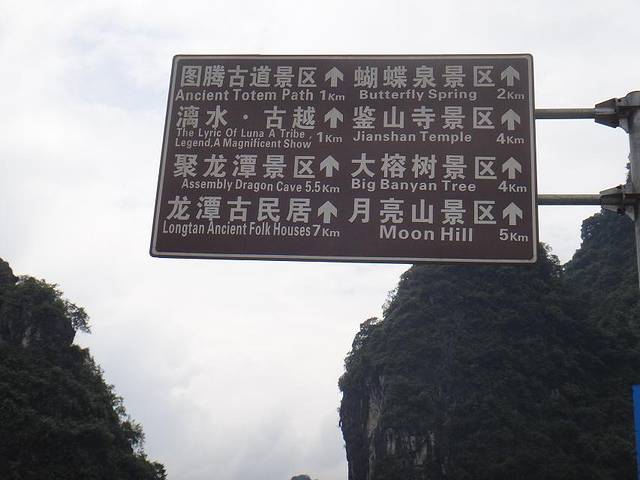 图腾古道景区
Ancient Totem Path 1Km
漓水·古越
The Lyric Of Luna A Tribe,
Legend,A Magnificent Show 1Km
聚龙潭景区
Assembly Dragon Cave 5.5Km
龙潭古民居
Longtan Ancient Folk Houses 7Km
蝴蝶泉景区
Butterfly Spring 2Km
鉴山寺景区
Jianshan Temple 4Km
大榕树景区
Big Banyan Tree 4Km
月亮山景区
Moon Hill 5Km